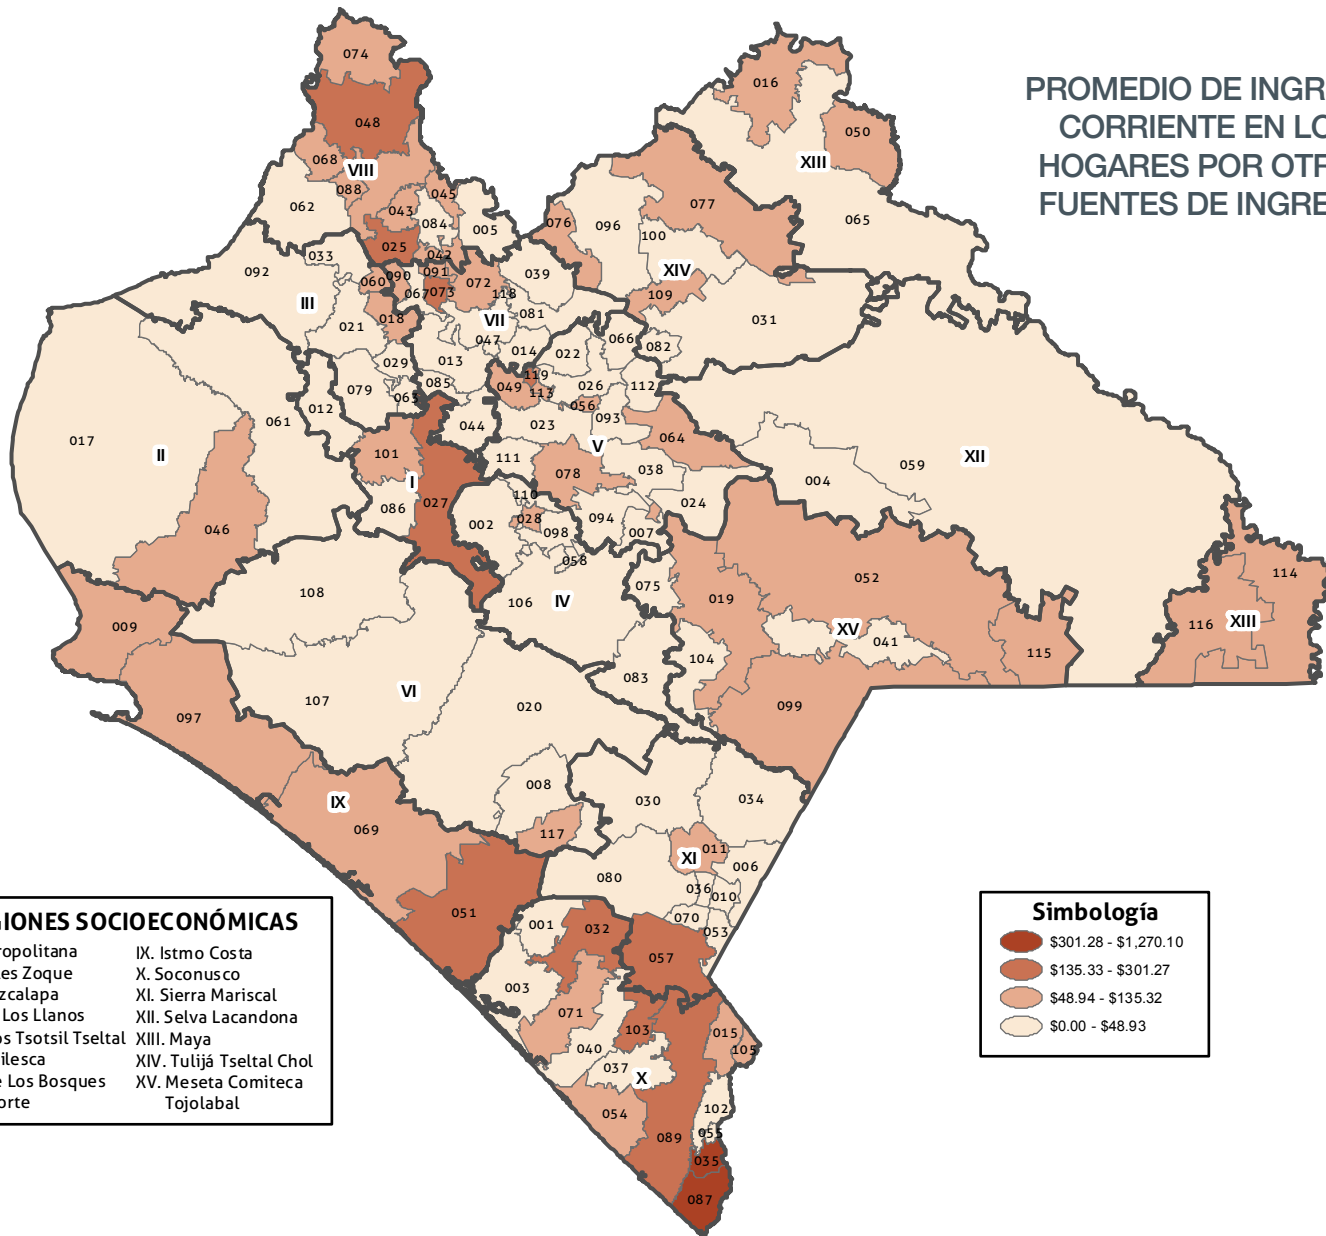 PROMEDIO DE INGR
CORRIENTE EN LO
HOGARES POR OTR
FUENTES DE INGRE
074
016
048
050
068
VIII
XIII
088
045
062
043
084
005
077
065
076
096
100
025
042
033
092
090
091
039
XIV
060
067
073
072
118
109
III
018
VII
081
031
021
047
066
082
014
022
029
013
119
079
085
049
026
112
063
113
012
056
061
044
023
093
064
017
II
101
V
XII
111
038
059
I
078
004
027
110
024
086
002
028
094
046
098
007
058
114
108
075
052
106
IV
019
009
116
XIII
XV
041
115
104
083
VI
107
020
099
097
008
030
034
IX
069
117
011
XI
006
080
036
010
051
070
001
032
053
057
003
071
103
015
040
105
037
X
054
102
089
055
035
087
GIONES SOCIOECONÓMICAS
ropolitana
es Zoque
zcalapa
Los Llanos
os Tsotsil Tseltal
ilesca
e Los Bosques
orte
IX. Istmo Costa
X. Soconusco
XI. Sierra Mariscal
XII. Selva Lacandona
XIII. Maya
XIV. Tulijá Tseltal Chol
XV. Meseta Comiteca
Tojolabal
Simbología
$301.28 - $1,270.10
$135.33 - $301.27
$48.94 - $135.32
$0.00 - $48.93